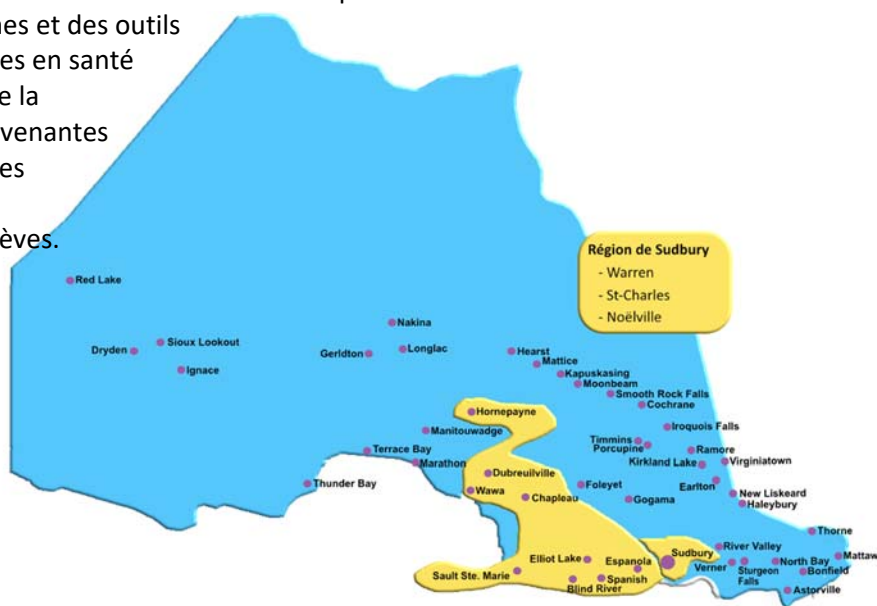 nes et des outils
es en santé
e la
venantes
es
èves.
Région de Sudbury
- Warren
- St-Charles
- Noëlville
Red Lake
Nakina
Sioux Lookout
Dryden
Gerldton
Longlac
Hearst
Ignace
Mattice
Kapuskasing
Moonbeam
Smooth Rock Falls
Cochrane
Hornepayne
Iroquois Falls
Manitouwadge
Timmins
Porcupine
Ramore
Terrace Bay
Marathon
Kirkland Lake
Virginiatown
Dubreuilville
Thunder Bay
Wawa
Chapleau
Foleyet
Earlton
Gogama
New Liskeard
Haleybury
Thorne
River Valley
Sudbury
Mattaw
Elliot Lake
Espanola
Verner
Sturgeon
Falls
North Bay
Bonfield
Sault Ste. Marie
Spanish
Blind River
Astorville